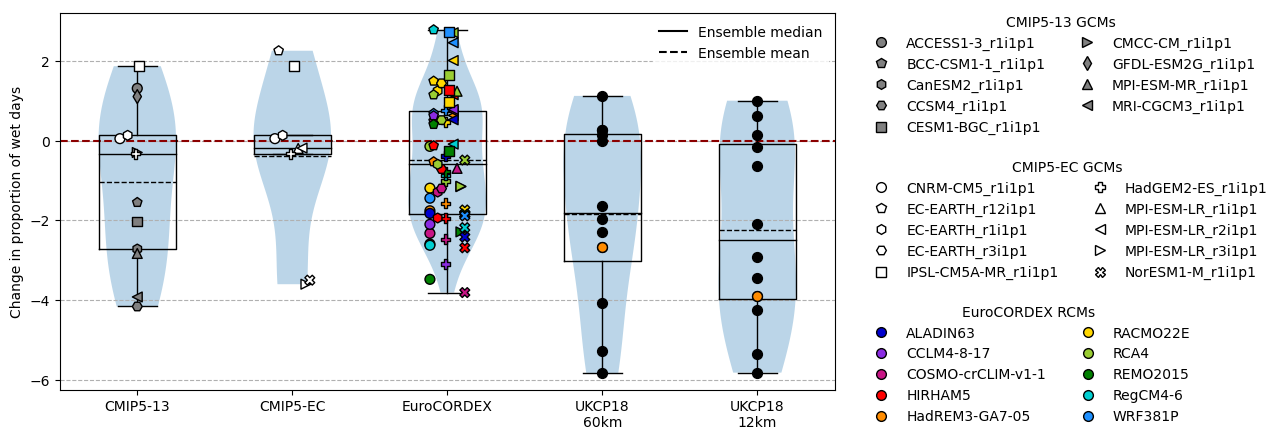 Change in proportion of wet days
2
0
−2
−4
−6
Ensemble median
Ensemble mean
CMIP5-13
CMIP5-EC
EuroCORDEX
UKCP18
60km
UKCP18
12km
CMIP5-13 GCMs
ACCESS1-3_r1i1p1
BCC-CSM1-1_r1i1p1
CanESM2_r1i1p1
CCSM4_r1i1p1
CESM1-BGC_r1i1p1
CMCC-CM_r1i1p1
GFDL-ESM2G_r1i1p1
MPI-ESM-MR_r1i1p1
MRI-CGCM3_r1i1p1
CMIP5-EC GCMs
CNRM-CM5_r1i1p1
EC-EARTH_r12i1p1
EC-EARTH_r1i1p1
EC-EARTH_r3i1p1
IPSL-CM5A-MR_r1i1p1
HadGEM2-ES_r1i1p1
MPI-ESM-LR_r1i1p1
MPI-ESM-LR_r2i1p1
MPI-ESM-LR_r3i1p1
NorESM1-M_r1i1p1
EuroCORDEX RCMs
ALADIN63
CCLM4-8-17
COSMO-crCLIM-v1-1
HIRHAM5
HadREM3-GA7-05
RACMO22E
RCA4
REMO2015
RegCM4-6
WRF381P